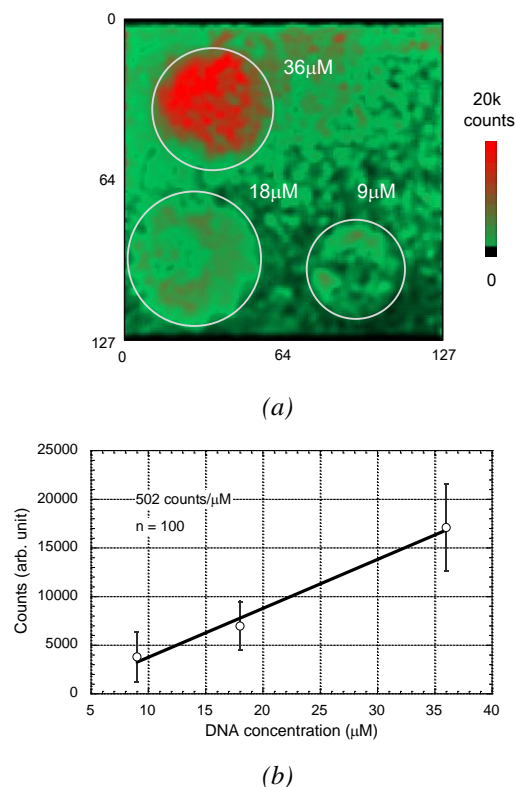 0
36μM
20k
counts
64
18μM
9μM
0
127
0
64
127
(a)
25000
20000
15000
10000
5000
0
502 counts/μM
n = 100
Counts (arb. unit)
5
10
15
20
25
30
35
40
DNA concentration (μM)
(b)